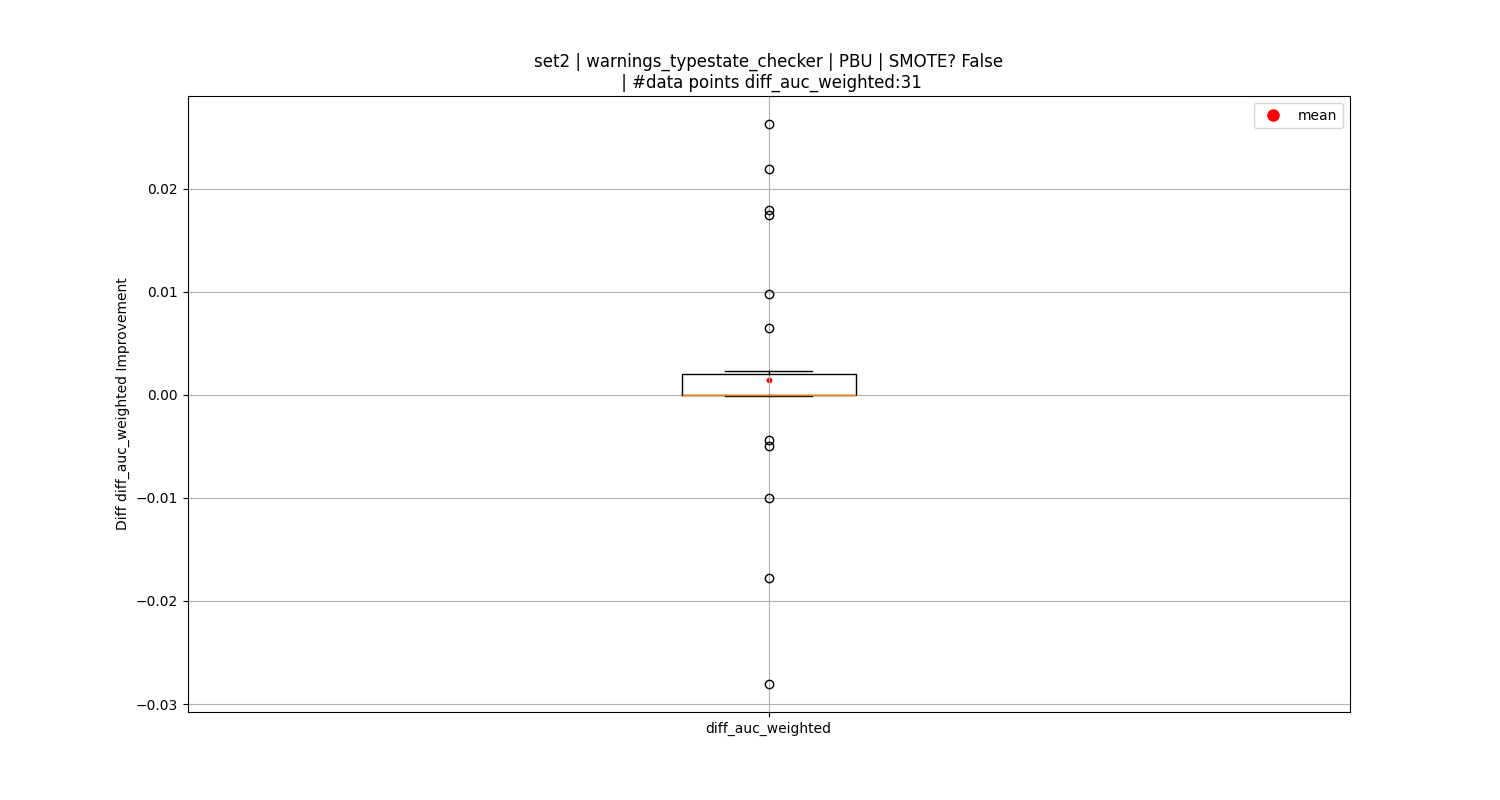 set2 | warnings_typestate_checker | PBU | SMOTE? False
| #data points diff_auc_weighted:31
mean
0.02
0.01
0.00
−0.01
−0.02
−0.03
Diff diff_auc_weighted Improvement
diff_auc_weighted